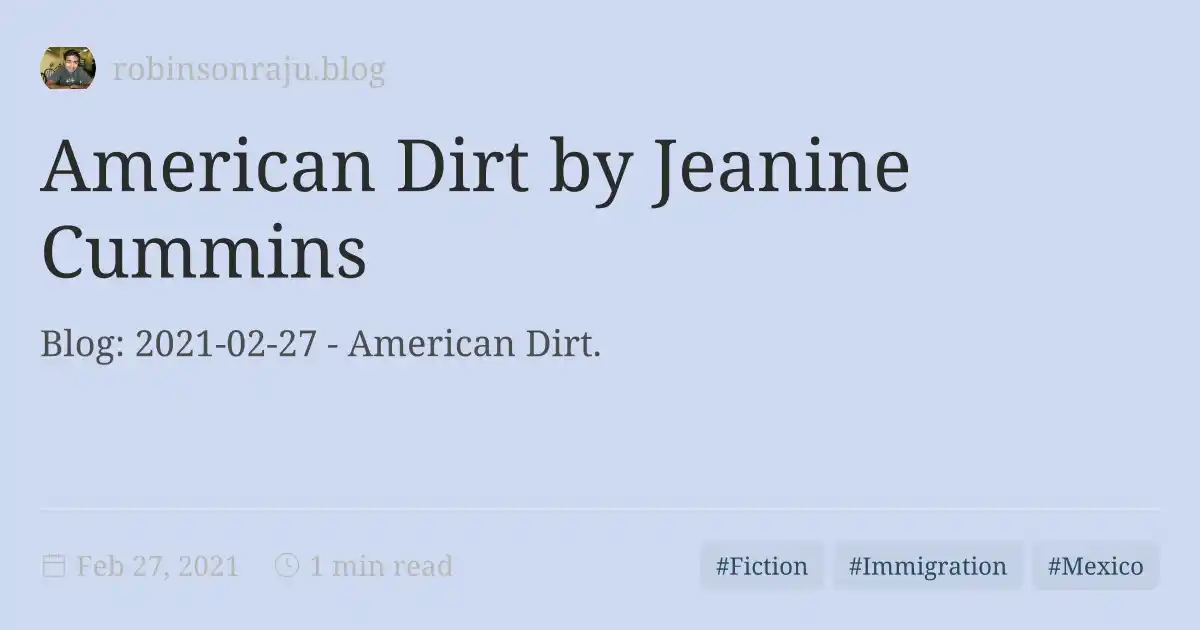 robinsonraju.blog
American Dirt by Jeanine
Cummins
Blog: 2021-02-27 - American Dirt.
Feb 27, 2021 1 min read #Fiction #Immigration #Mexico